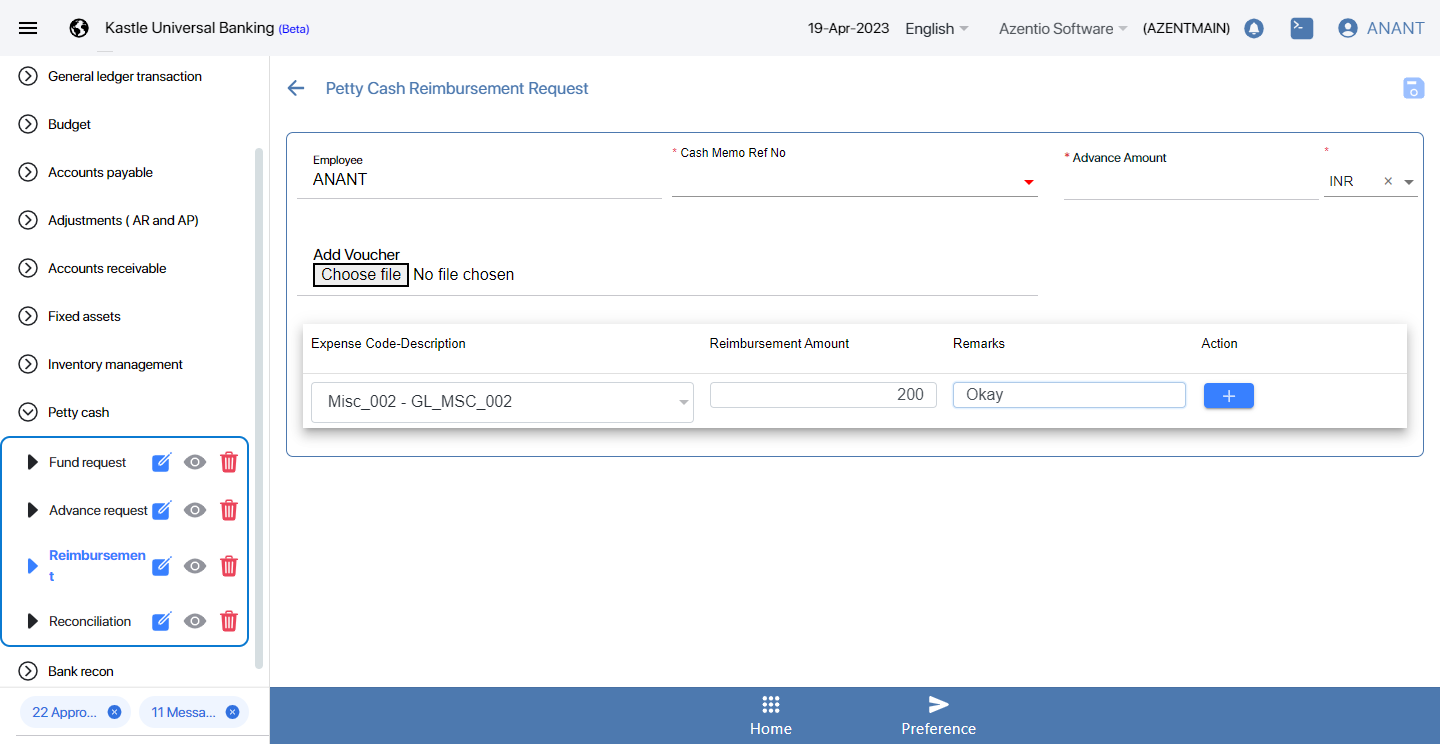 Kastle Universal Banking (Beta)
19-Apr-2023
English
Azentio Software
(AZENTMAIN)
ANANT
General ledger transaction
Budget
Accounts payable
Adjustments ( AR and AP)
Accounts receivable
Fixed assets
Inventory management
Petty cash
Fund request
Advance request
Reimbursemen
t
Reconciliation
Bank recon
22 Appro...
11 Messa...
Petty Cash Reimbursement Request
Employee
ANANT
* Cash Memo Ref No
* Advance Amount
*
INR
Add Voucher
Choose file No file chosen
Expense Code-Description
Reimbursement Amount
Remarks
Action
Misc_002 - GL_MSC_002
200
Okay
Home
Preference